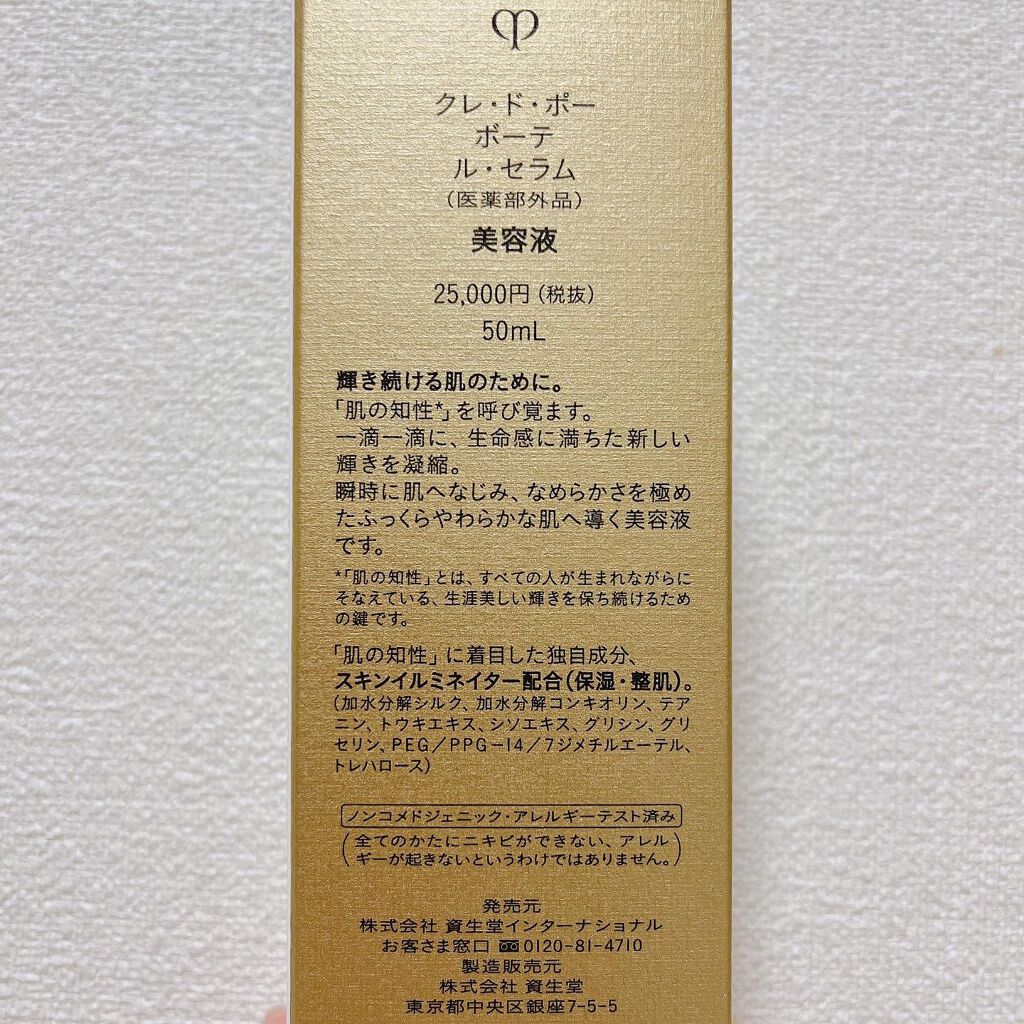 クレ・ド・ポー
ボーテ
ル・セラム
（医薬部外品）
美容液
25,000円（税抜）
50mL
輝き続ける肌のために。
「肌の知性*」を呼び覚ます。
一滴一滴に、生命感に満ちた新しい
輝きを凝縮。
瞬時に肌へなじみ、なめらかさを極め
たふっくらやわらかな肌へ導く美容液
です。
*「肌の知性」とは、すべての人が生まれながらに
そなえている、生涯美しい輝きを保ち続けるため
の鍵です。
「肌の知性」に着目した独自成分、
スキンイルミネイター配合（保湿・整肌）。
（加水分解シルク、加水分解コンキオリン、テア
ニン、トウキエキス、シソエキス、グリシン、グリ
セリン、PEG／PPG－14／7ジメチルエーテル、
トレハロース）
ノンコメドジェニック・アレルギーテスト済み
（全てのかたにニキビができない、アレル
ギーが起きないというわけではありません。）
発売元
株式会社 資生堂インターナショナル
お客さま窓口 0120-81-4710
製造販売元
株式会社 資生堂
東京都中央区銀座7-5-5